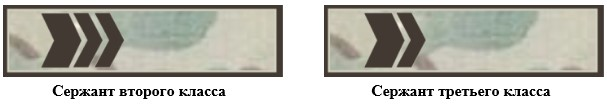 Сержант второго класса
Сержант третьего класса